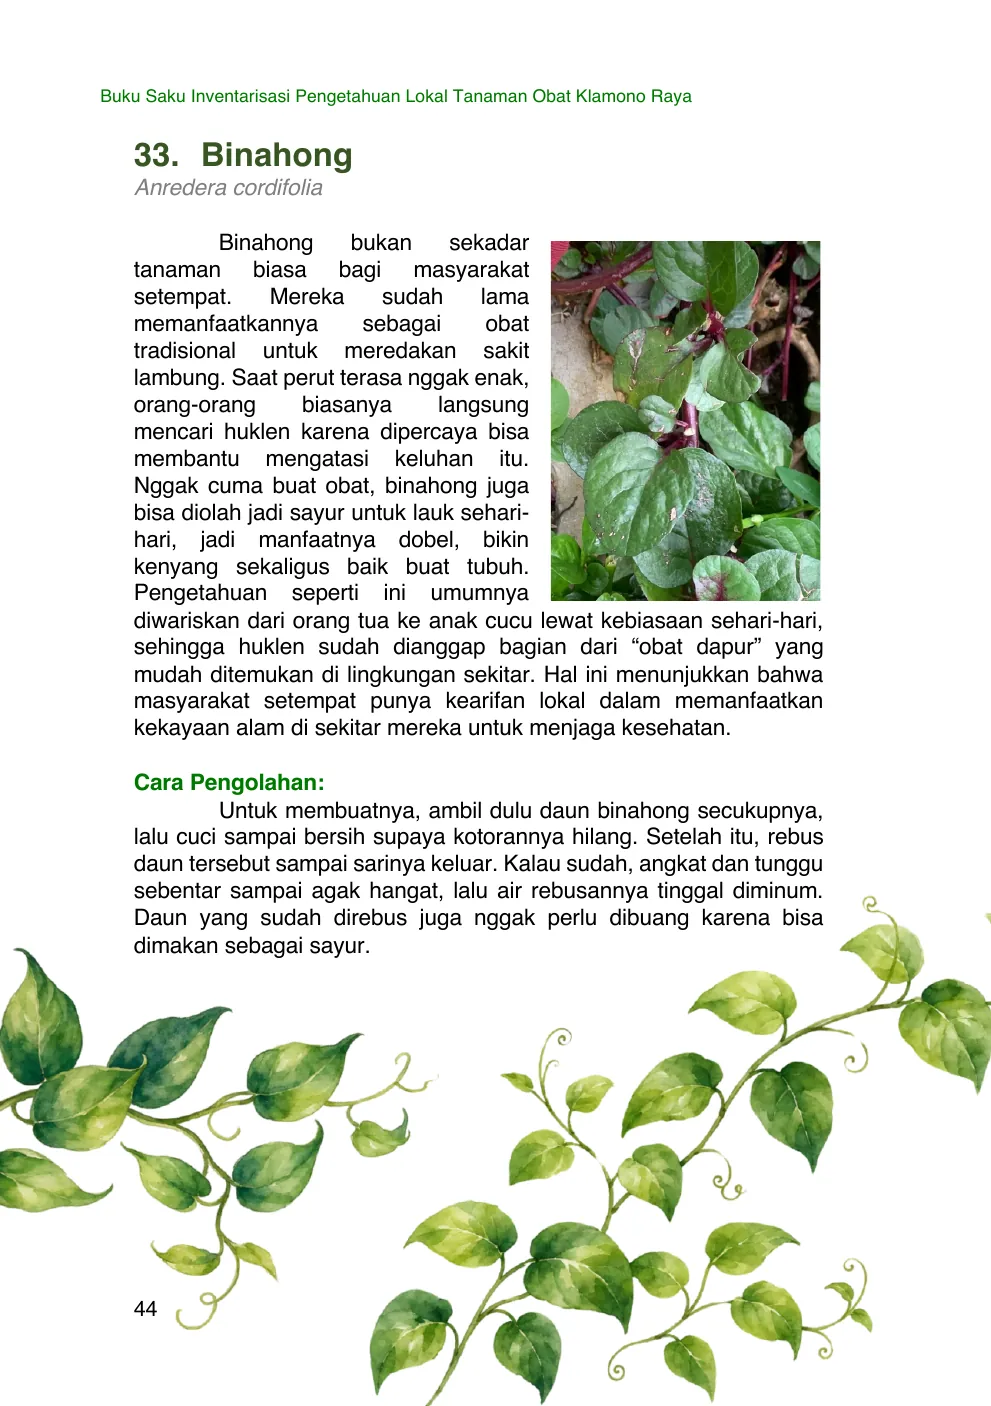 Buku Saku Inventarisasi Pengetahuan Lokal Tanaman Obat Klamono Raya
33. Binahong
Anredera cordifolia
Binahong bukan sekadar
tanaman biasa bagi masyarakat
setempat. Mereka sudah lama
memanfaatkannya sebagai obat
tradisional untuk meredakan sakit
lambung. Saat perut terasa nggak enak,
orang-orang biasanya langsung
mencari huklen karena dipercaya bisa
membantu mengatasi keluhan itu.
Nggak cuma buat obat, binahong juga
bisa diolah jadi sayur untuk lauk sehari-
hari, jadi manfaatnya dobel, bikin
kenyang sekaligus baik buat tubuh.
Pengetahuan seperti ini umumnya
diwariskan dari orang tua ke anak cucu lewat kebiasaan sehari-hari,
sehingga huklen sudah dianggap bagian dari “obat dapur” yang
mudah ditemukan di lingkungan sekitar. Hal ini menunjukkan bahwa
masyarakat setempat punya kearifan lokal dalam memanfaatkan
kekayaan alam di sekitar mereka untuk menjaga kesehatan.
Cara Pengolahan:
Untuk membuatnya, ambil dulu daun binahong secukupnya,
lalu cuci sampai bersih supaya kotorannya hilang. Setelah itu, rebus
daun tersebut sampai sarinya keluar. Kalau sudah, angkat dan tunggu
sebentar sampai agak hangat, lalu air rebusannya tinggal diminum.
Daun yang sudah direbus juga nggak perlu dibuang karena bisa
dimakan sebagai sayur.
44